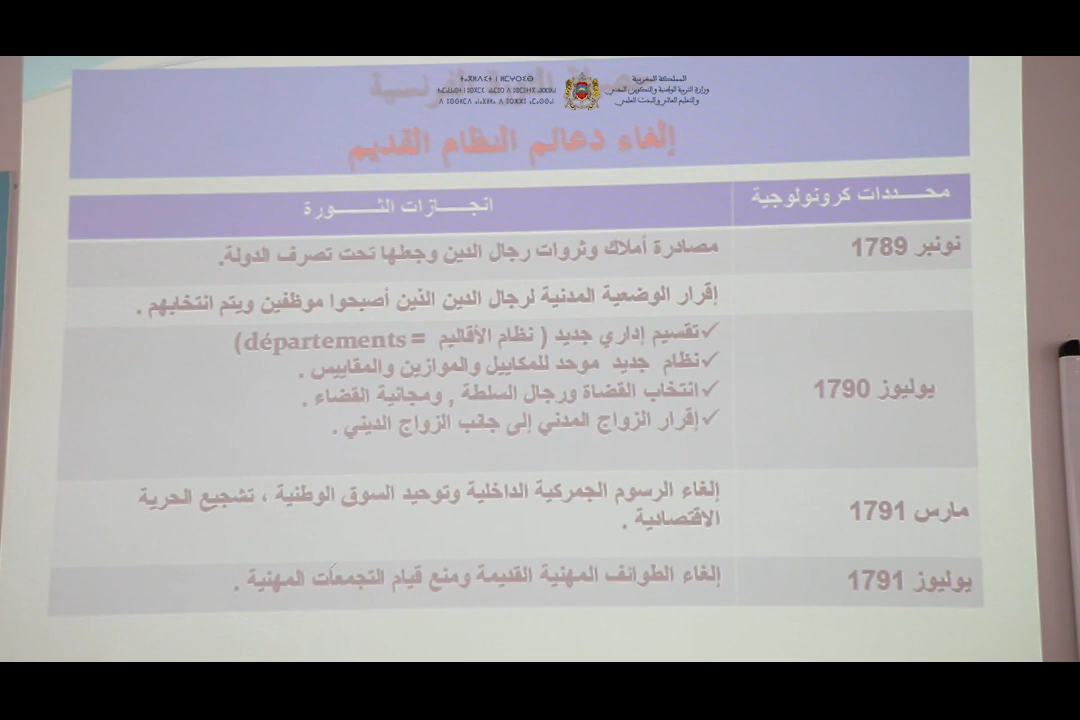 المملكة المغربية
وزارة التربية الوطنية والتكوين المهني
والتعليم العالي والبحث العلمي
إلغاء دعائم النظام القديم
محـــــددات كرونولوجية
انجـــــازات الثـــــــورة
نونبر 1789
مصادرة أملاك وثروات رجال الدين وجعلها تحت تصرف الدولة.
إقرار الوضعية المدنية لرجال الدين الذين أصبحوا موظفين ويتم انتخابهم .
يوليوز 1790
✓تقسيم إداري جديد ( نظام الأقاليم = départements)
✓نظام جديد موحد للمكاييل والموازين والمقاييس .
✓انتخاب القضاة ورجال السلطة , ومجانية القضاء .
✓إقرار الزواج المدني إلى جانب الزواج الديني .
مارس 1791
إلغاء الرسوم الجمركية الداخلية وتوحيد السوق الوطنية ، تشجيع الحرية
الاقتصادية .
يوليوز 1791
إلغاء الطوائف المهنية القديمة ومنع قيام التجمعات المهنية .